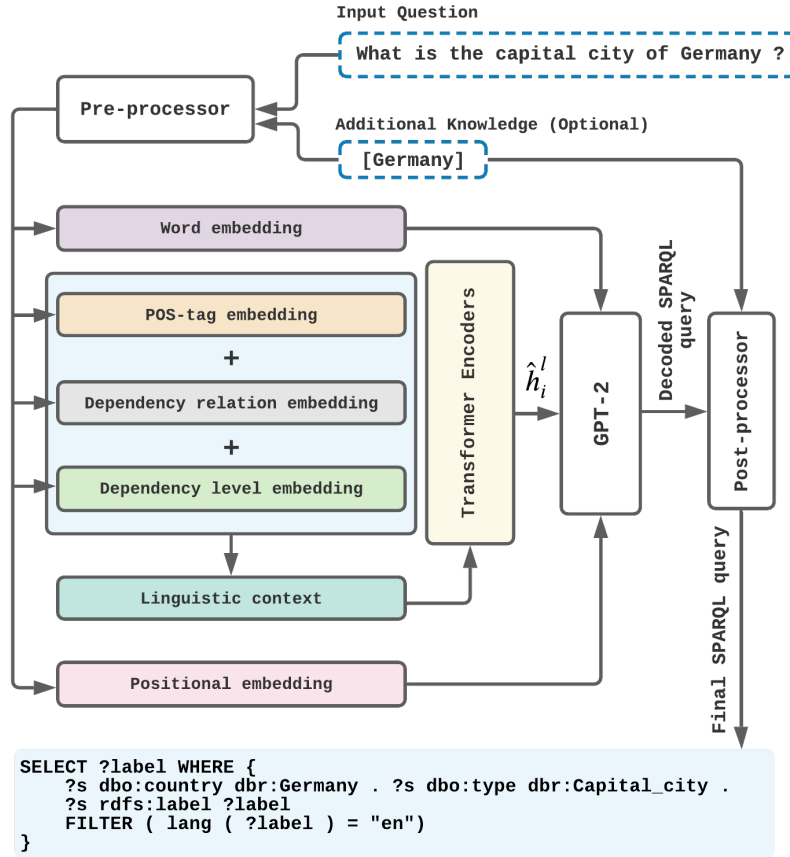 Input Question
What is the capital city of Germany ?
Pre-processor
Additional Knowledge (Optional)
[Germany]
Word embedding
POS-tag embedding
+
Dependency relation embedding
+
Dependency level embedding
Linguistic context
Positional embedding
Transformer Encoders
ĥᵢˡ
GPT-2
Decoded SPARQL
query
Post-processor
Final SPARQL query
SELECT ?label WHERE {
    ?s dbo:country dbr:Germany . ?s dbo:type dbr:Capital_city .
    ?s rdfs:label ?label
    FILTER ( lang ( ?label ) = "en")
}